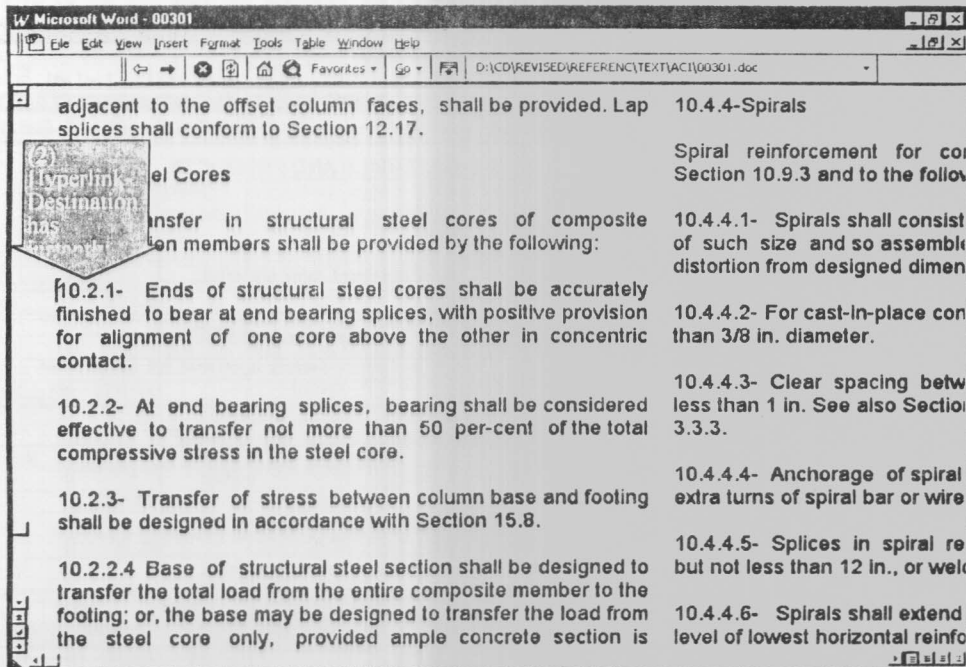 W Microsoft Word - 00301
File Edit View Insert Format Tools Table Window Help
Favorites Go D:\CD\REVISED\REFERENC\TEXT\ACI\00301.doc
adjacent to the offset column faces, shall be provided. Lap
splices shall conform to Section 12.17.
(2)
Hyperlink
Destination
has
el Cores
nsfer in structural steel cores of composite
on members shall be provided by the following:
10.2.1- Ends of structural steel cores shall be accurately
finished to bear at end bearing splices, with positive provision
for alignment of one core above the other in concentric
contact.
10.2.2- At end bearing splices, bearing shall be considered
effective to transfer not more than 50 per-cent of the total
compressive stress in the steel core.
10.2.3- Transfer of stress between column base and footing
shall be designed in accordance with Section 15.8.
10.2.2.4 Base of structural steel section shall be designed to
transfer the total load from the entire composite member to the
footing; or, the base may be designed to transfer the load from
the steel core only, provided ample concrete section is
10.4.4-Spirals
Spiral reinforcement for con
Section 10.9.3 and to the follow
10.4.4.1- Spirals shall consist
of such size and so assemble
distortion from designed dimen
10.4.4.2- For cast-in-place con
than 3/8 in. diameter.
10.4.4.3- Clear spacing betw
less than 1 in. See also Section
3.3.3.
10.4.4.4- Anchorage of spiral
extra turns of spiral bar or wire
10.4.4.5- Splices in spiral re
but not less than 12 in., or weld
10.4.4.6- Spirals shall extend
level of lowest horizontal reinfo